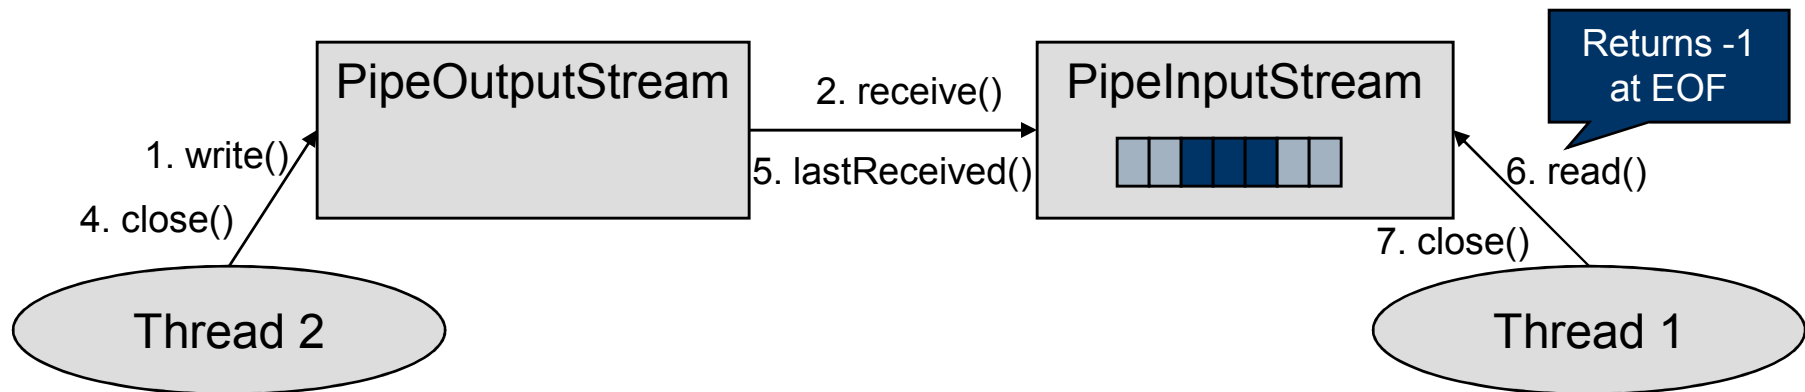 Returns -1
at EOF
PipeOutputStream
2. receive()
PipeInputStream
1. write()
5. lastReceived()
6. read()
4. close()
7. close()
Thread 2
Thread 1